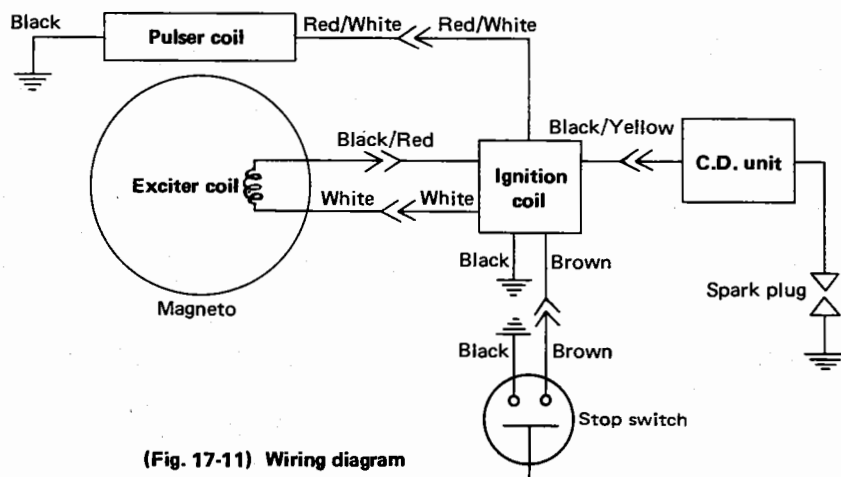 Black
Pulser coil
Red/White
Red/White
Black/Red
Black/Yellow
Exciter coil
Ignition
coil
C.D. unit
White
White
Magneto
Black
Brown
Spark plug
Black
Brown
Stop switch
(Fig. 17-11) Wiring diagram